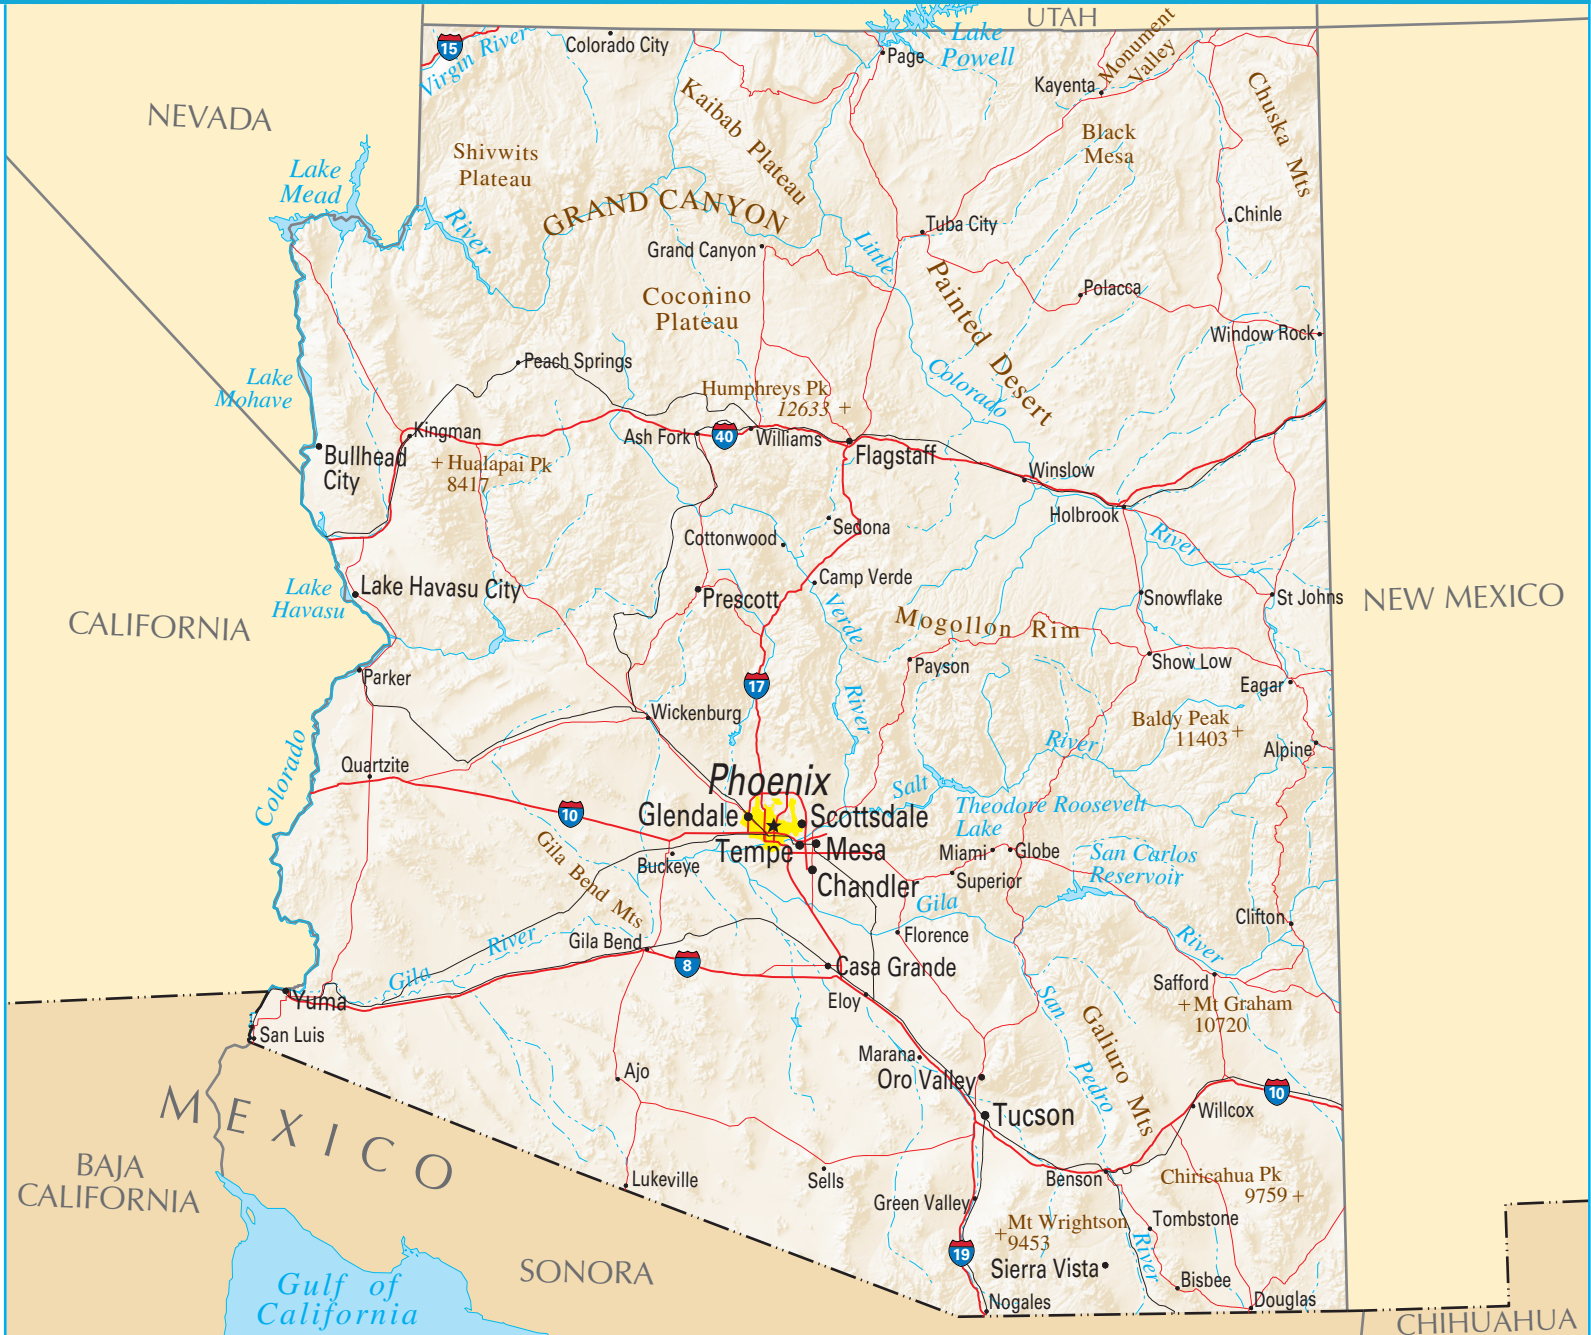 UTAH
15
Virgin River
Colorado City
Page
Lake
Powell
Monument
Valley
Kayenta
Chuska Mts
NEVADA
Kaibab Plateau
Black
Mesa
Shivwits
Plateau
Lake
Mead
River
GRAND CANYON
Grand Canyon
Little
Tuba City
Chinle
Painted Desert
Polacca
Coconino
Plateau
Window Rock
Peach Springs
Lake
Mohave
Humphreys Pk
12633 +
Colorado
Kingman
Ash Fork
40
Williams
Flagstaff
Bullhead
City
+ Hualapai Pk
8417
Winslow
Holbrook
River
Sedona
Cottonwood
Camp Verde
Lake
Havasu
Lake Havasu City
Prescott
Verde
River
Mogollon Rim
Snowflake
St Johns
NEW MEXICO
CALIFORNIA
Parker
Payson
Show Low
Eagar
17
Wickenburg
Baldy Peak
11403 +
Alpine
River
Colorado
Quartzite
Phoenix
Salt
Glendale
Scottsdale
10
Theodore Roosevelt
Lake
Tempe
Mesa
Miami
Globe
San Carlos
Reservoir
Buckeye
Superior
Chandler
Gila Bend Mts
Gila
Clifton
Gila Bend
River
Florence
River
8
Casa Grande
Gila
Safford
Yuma
Eloy
+ Mt Graham
10720
San Luis
San
Pedro
River
Galiuro Mts
Marana
Oro Valley
Ajo
10
MEXICO
Tucson
Willcox
BAJA
CALIFORNIA
Lukeville
Sells
Benson
Chiricahua Pk
9759 +
Green Valley
+ Mt Wrightson
9453
Tombstone
19
Sierra Vista
SONORA
Bisbee
Gulf of
California
Nogales
Douglas
CHIHUAHUA